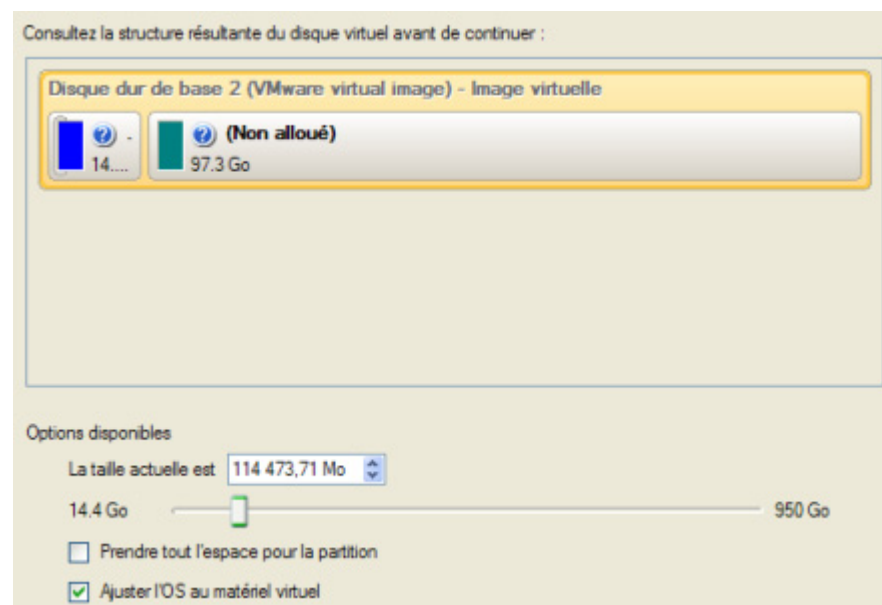 Consultez la structure résultante du disque virtuel avant de continuer :
Disque dur de base 2 (VMware virtual image) - Image virtuelle
-
14....
(Non alloué)
97.3 Go
Options disponibles
La taille actuelle est 114 473,71 Mo
14.4 Go 950 Go
Prendre tout l'espace pour la partition
Ajuster l'OS au matériel virtuel